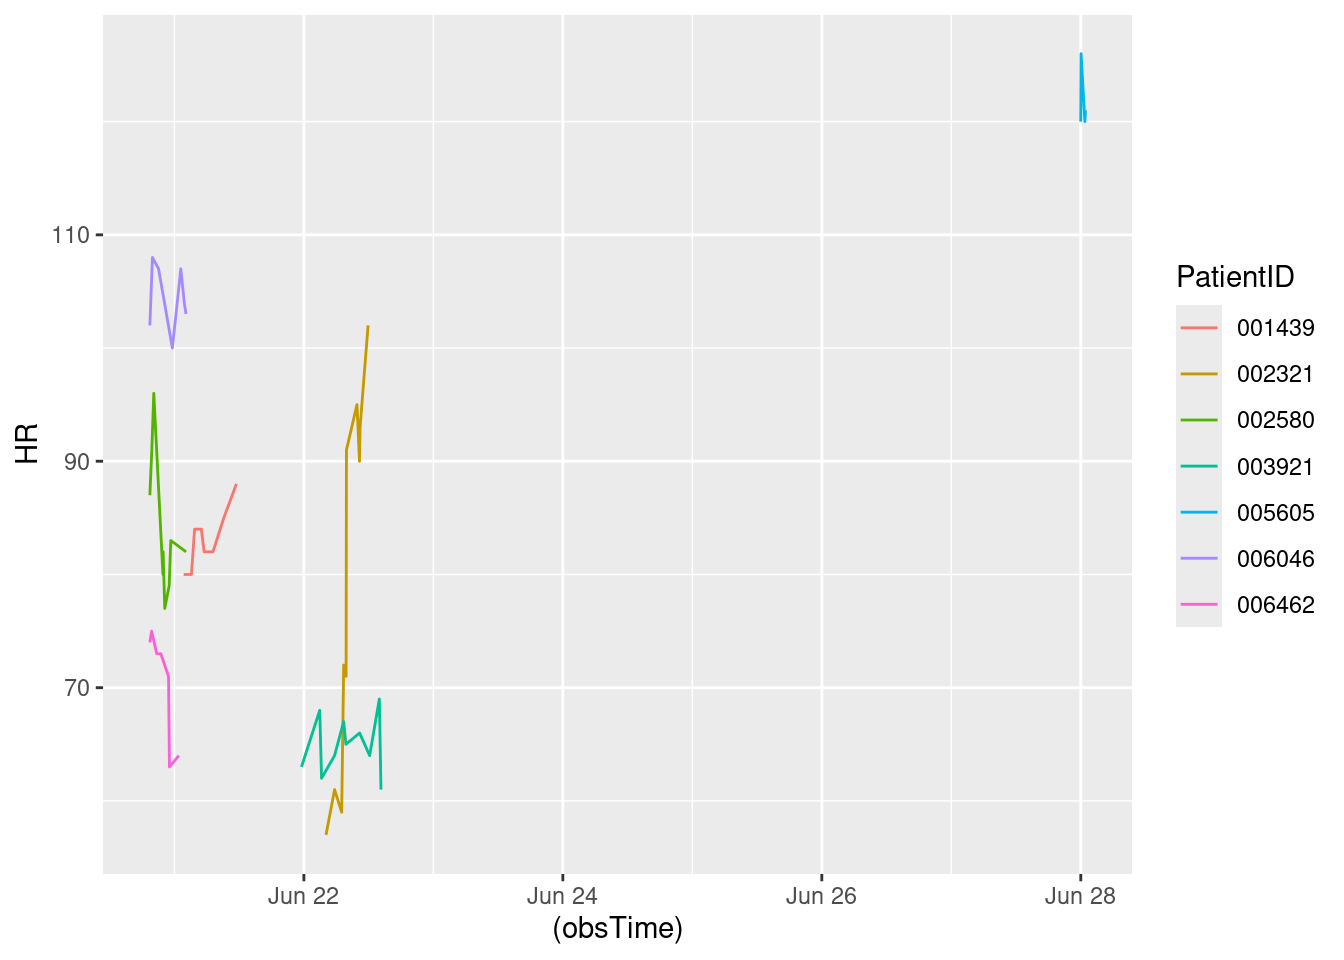 110
90
70
HR
Jun 22
Jun 24
Jun 26
Jun 28
(obsTime)
PatientID
001439
002321
002580
003921
005605
006046
006462